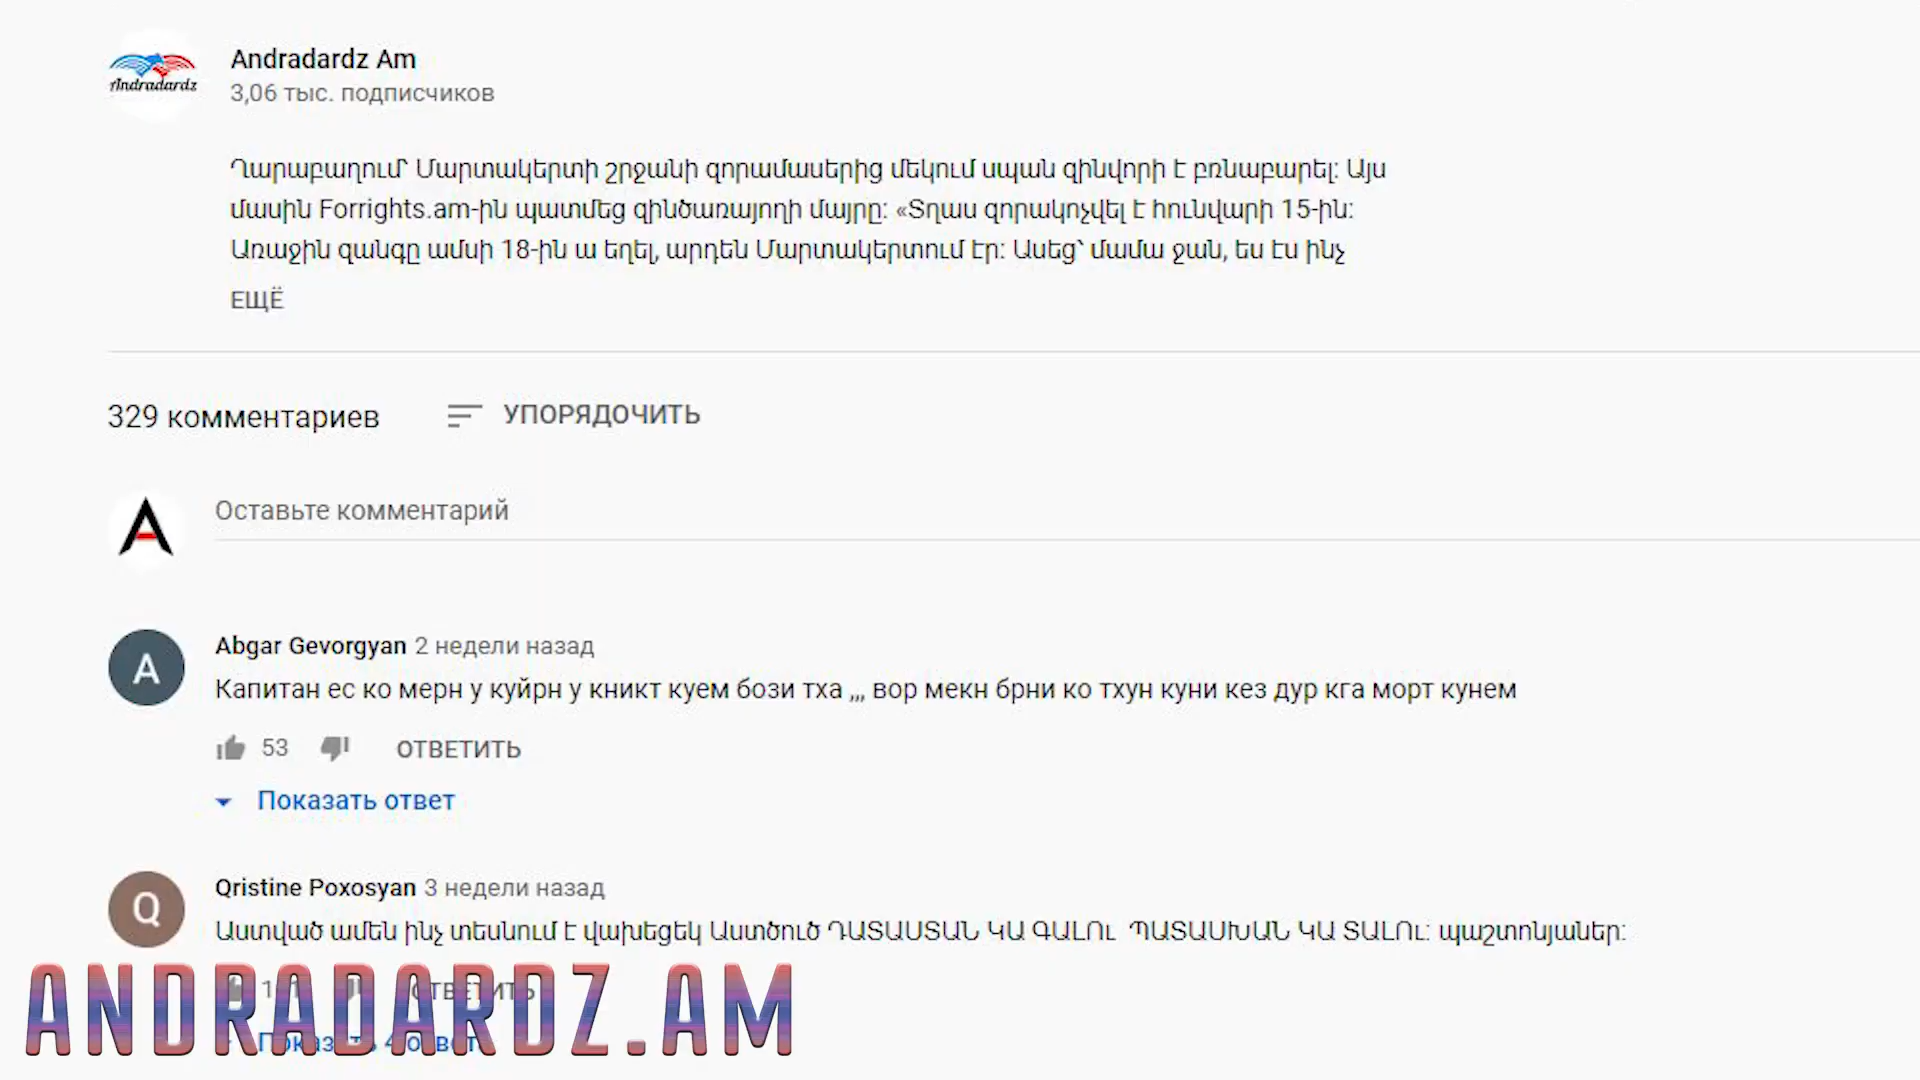 Andradardz
Andradardz Am
3,06 тыс. подписчиков
Ղարաբաղում՝ Մարտակերտի շրջանի զորամասերից մեկում սպան զինվորի է բռնաբարել։ Այս
մասին Forrights.am-ին պատմեց զինծառայողի մայրը։ «Տղաս զորակոչվել է հունվարի 15-ին։
Առաջին զանգը ամսի 18-ին ա եղել, արդեն Մարտակերտում էր։ Ասեց՝ մամա ջան, ես էս ինչ
ЕЩЁ
329 комментариев УПОРЯДОЧИТЬ
A
Оставьте комментарий
A
Abgar Gevorgyan 2 недели назад
Капитан ес ко мерн у куйрн у кникт куем бози тха ,,, вор мекн брни ко тхун куни кез дур кга морт кунем
53 ОТВЕТИТЬ
Показать ответ
Q
Qristine Poxosyan 3 недели назад
Աստված ամեն ինչ տեսնում է վախեցեկ Աստծուծ ԴԱՏԱՍՏԱՆ ԿԱ ԳԱԼՈւ ՊԱՏԱՍԽԱՆ ԿԱ ՏԱԼՈւ։ պաշտոնյաներ։
ОТВЕТИТЬ
ANDRADARDZ.AM